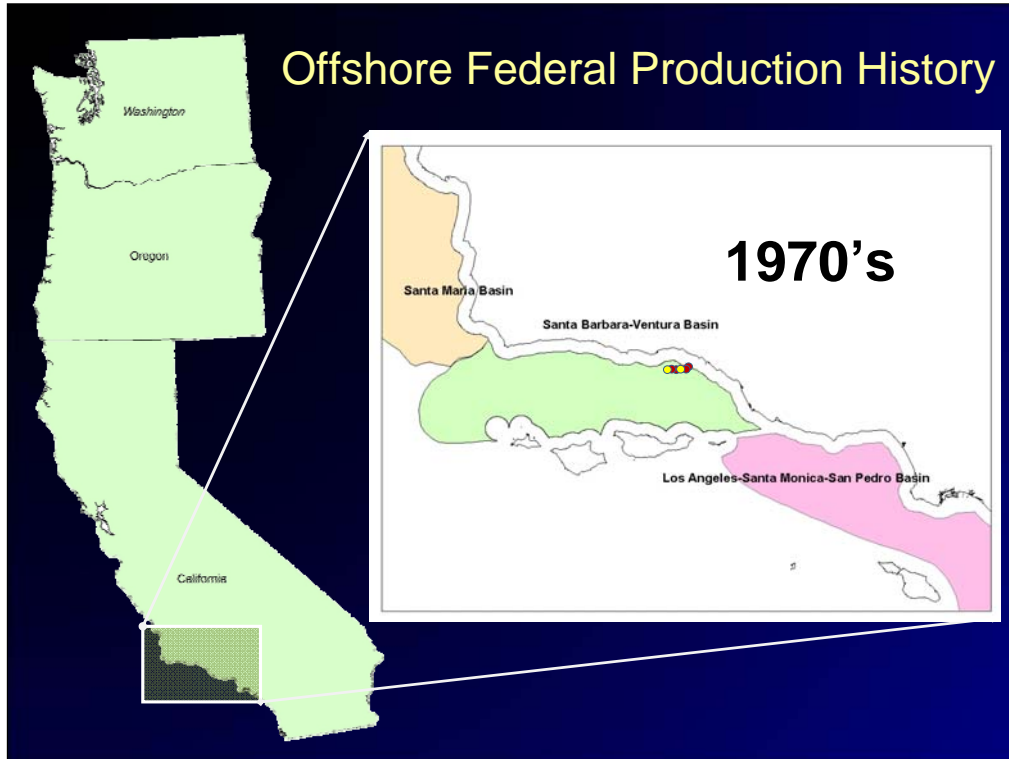 Offshore Federal Production History
Washington
Oregon
California
1970’s
Santa Maria Basin
Santa Barbara-Ventura Basin
Los Angeles-Santa Monica-San Pedro Basin